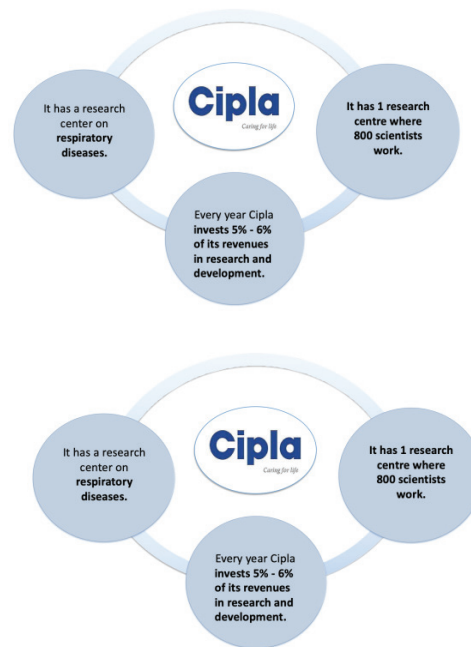 Cipla
Caring for life
It has a research
center on
respiratory
diseases.
It has 1 research
centre where
800 scientists
work.
Every year Cipla
invests 5% - 6%
of its revenues
in research and
development.
Cipla
Caring for life
It has a research
center on
respiratory
diseases.
It has 1 research
centre where
800 scientists
work.
Every year Cipla
invests 5% - 6%
of its revenues
in research and
development.